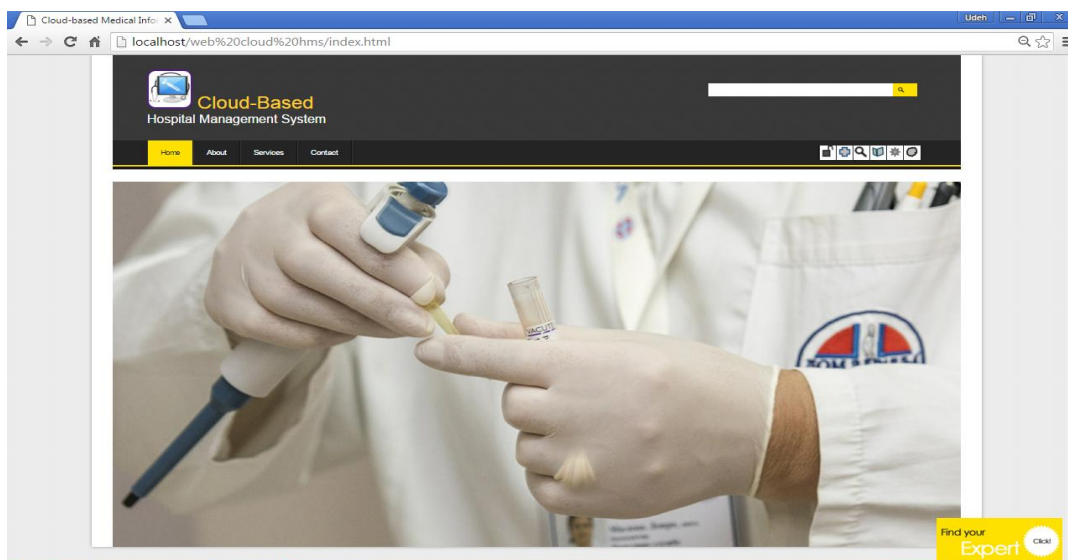 Cloud-based Medical Info
Udeh
localhost/web%20cloud%20hms/index.html
Cloud-Based
Hospital Management System
Home About Services Contact
VACUT
Find your
Expert
Click!